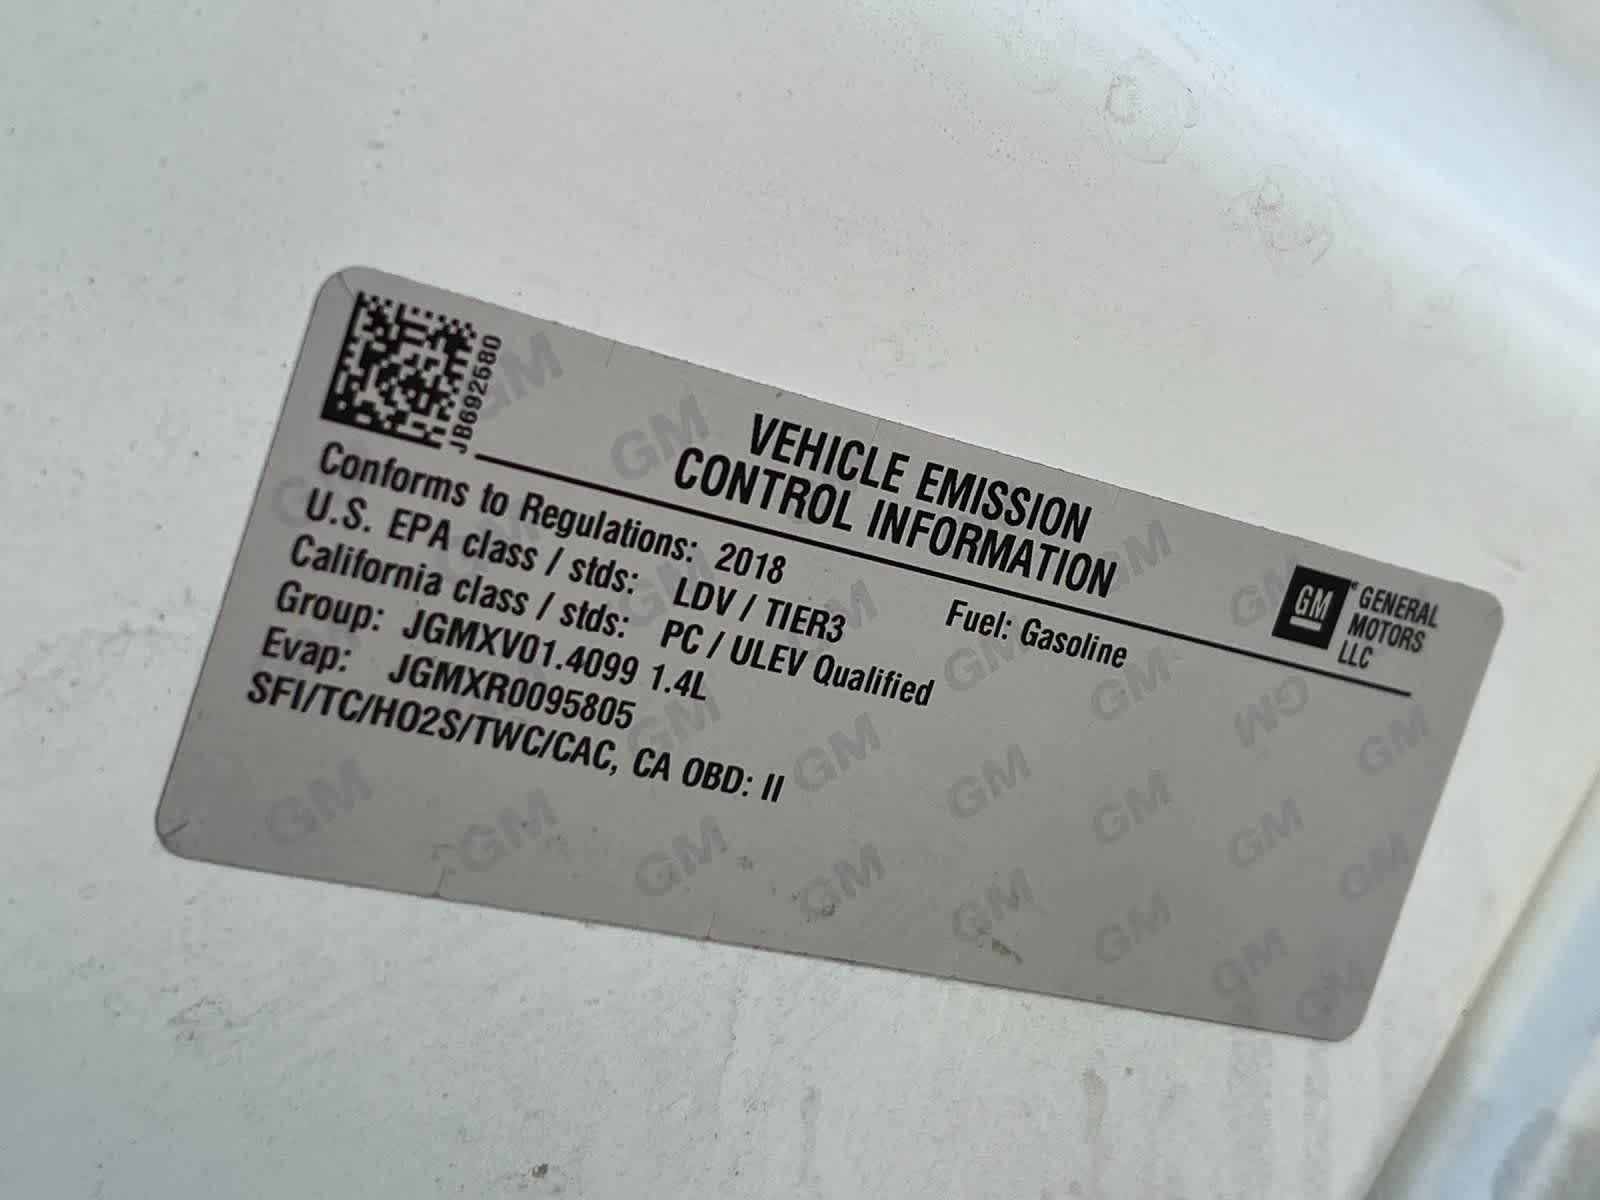 JB692580
VEHICLE EMISSION
CONTROL INFORMATION
GM
GENERAL
MOTORS
LLC
Conforms to Regulations: 2018
Fuel: Gasoline
U.S. EPA class / stds: LDV / TIER3
California class / stds: PC / ULEV Qualified
Group: JGMXV01.4099 1.4L
Evap: JGMXR0095805
SFI/TC/HO2S/TWC/CAC, CA OBD: II